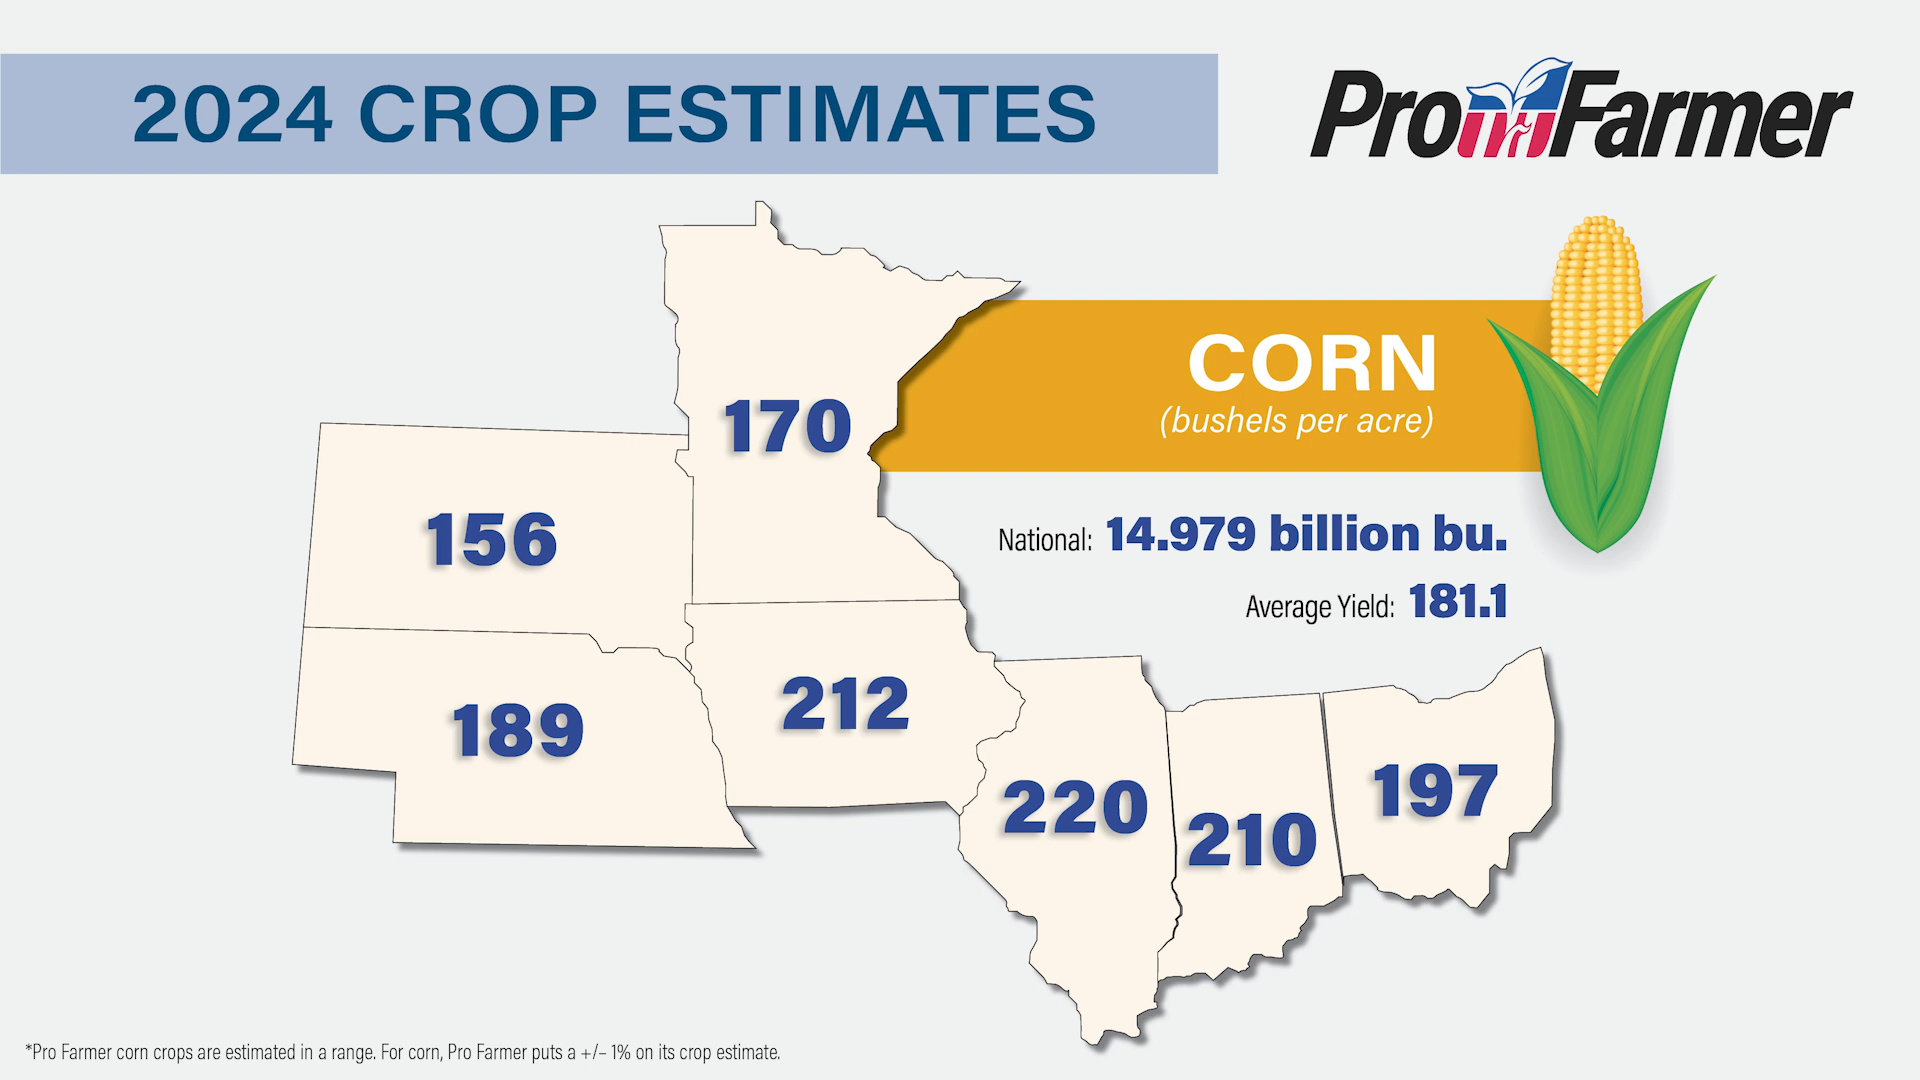 2024 CROP ESTIMATES
Pro Farmer
CORN
(bushels per acre)
170
156
National: 14.979 billion bu.
Average Yield: 181.1
189
212
220
210
197
*Pro Farmer corn crops are estimated in a range. For corn, Pro Farmer puts a +/– 1% on its crop estimate.